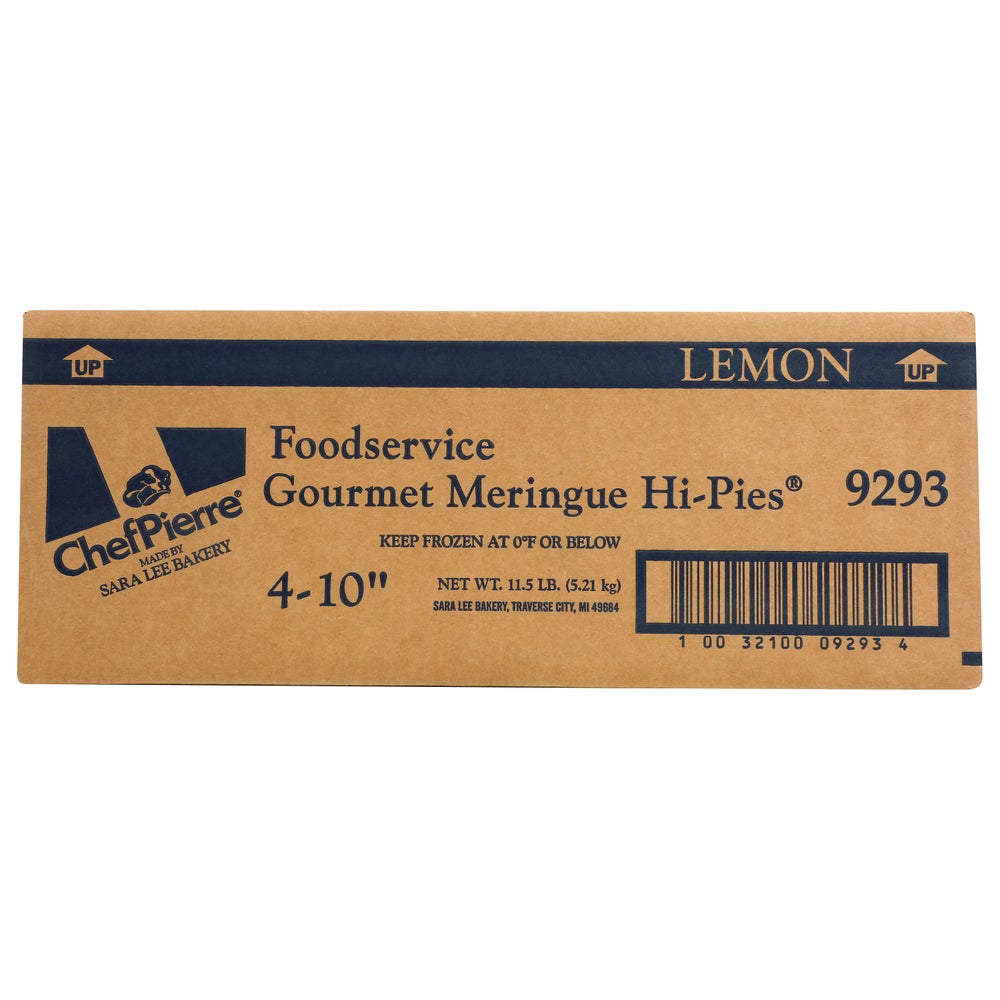 UP
LEMON
UP
Foodservice
Gourmet Meringue Hi-Pies®
9293
ChefPierre®
MADE BY
SARA LEE BAKERY
KEEP FROZEN AT 0°F OR BELOW
4-10"
NET WT. 11.5 LB. (5.21 kg)
SARA LEE BAKERY, TRAVERSE CITY, MI 49684
1 00 32100 09293 4